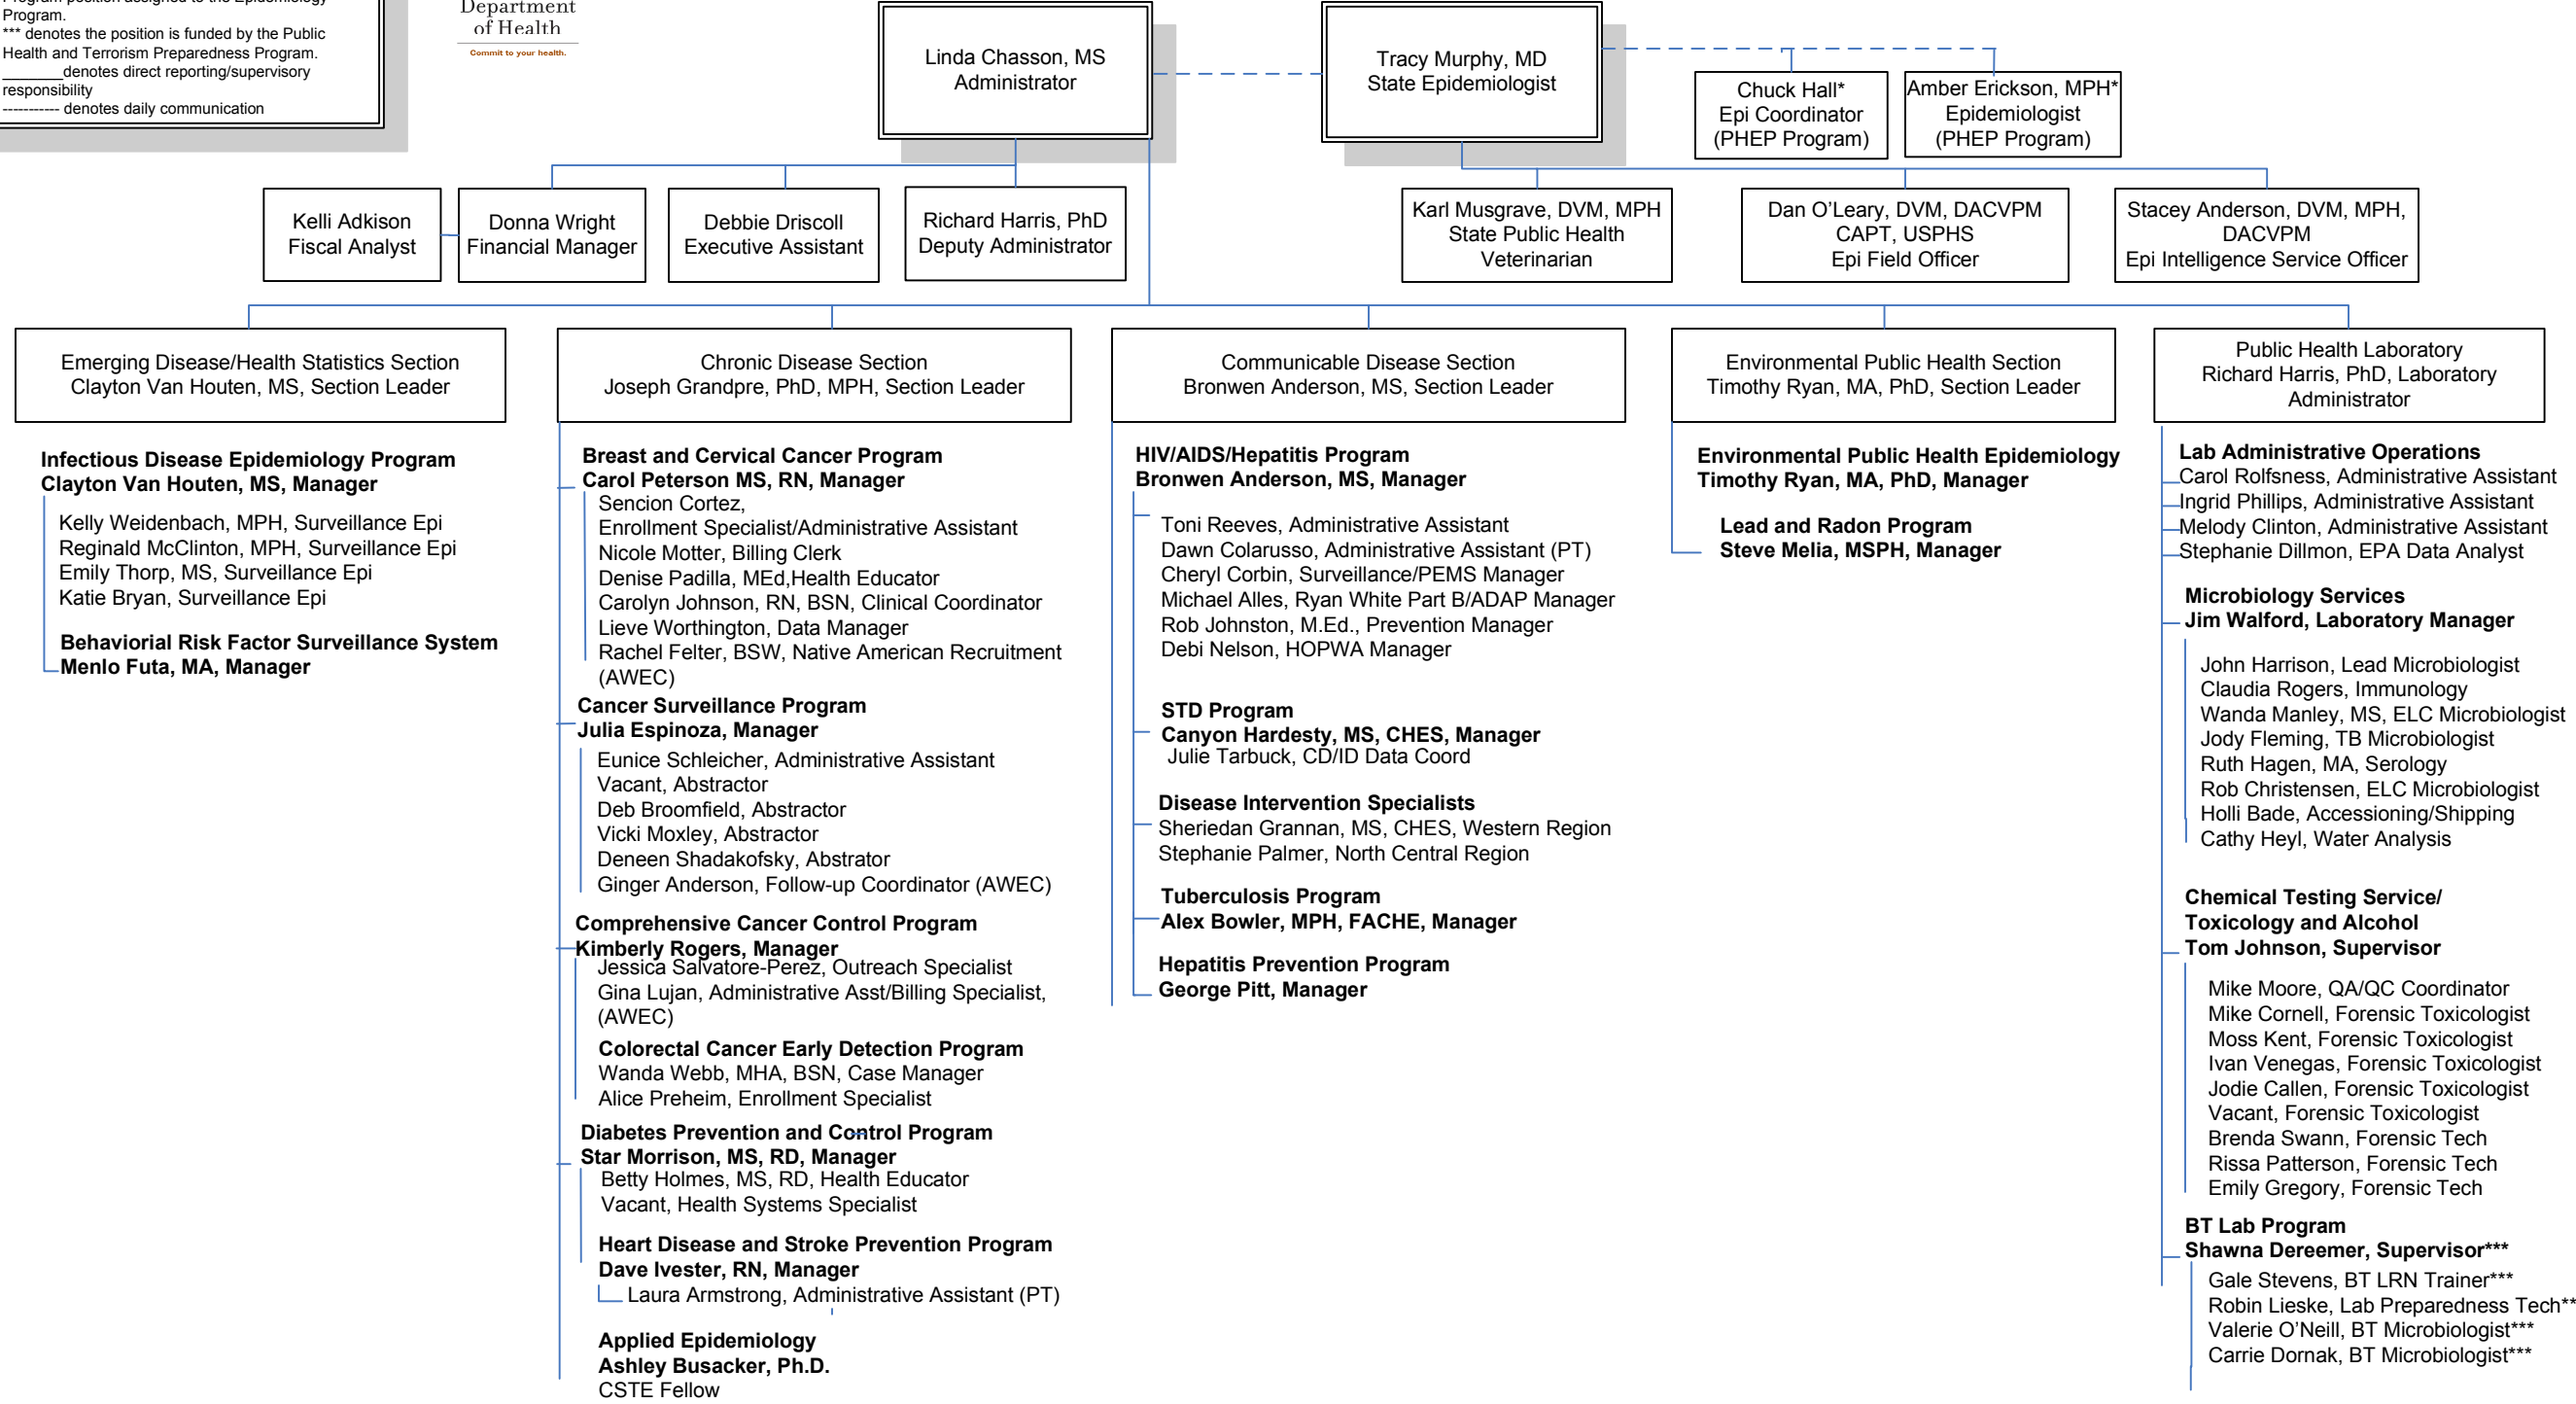 Program position assigned to the Epidemiology
Program.
*** denotes the position is funded by the Public
Health and Terrorism Preparedness Program.
_______denotes direct reporting/supervisory
responsibility
----------- denotes daily communication
Department
of Health
Commit to your health.
Linda Chasson, MS
Administrator
Tracy Murphy, MD
State Epidemiologist
Chuck Hall*
Epi Coordinator
(PHEP Program)
Amber Erickson, MPH*
Epidemiologist
(PHEP Program)
Kelli Adkison
Fiscal Analyst
Donna Wright
Financial Manager
Debbie Driscoll
Executive Assistant
Richard Harris, PhD
Deputy Administrator
Karl Musgrave, DVM, MPH
State Public Health
Veterinarian
Dan O'Leary, DVM, DACVPM
CAPT, USPHS
Epi Field Officer
Stacey Anderson, DVM, MPH,
DACVPM
Epi Intelligence Service Officer
Emerging Disease/Health Statistics Section
Clayton Van Houten, MS, Section Leader
Chronic Disease Section
Joseph Grandpre, PhD, MPH, Section Leader
Communicable Disease Section
Bronwen Anderson, MS, Section Leader
Environmental Public Health Section
Timothy Ryan, MA, PhD, Section Leader
Public Health Laboratory
Richard Harris, PhD, Laboratory
Administrator
Infectious Disease Epidemiology Program
Clayton Van Houten, MS, Manager
Kelly Weidenbach, MPH, Surveillance Epi
Reginald McClinton, MPH, Surveillance Epi
Emily Thorp, MS, Surveillance Epi
Katie Bryan, Surveillance Epi
Behaviorial Risk Factor Surveillance System
Menlo Futa, MA, Manager
Breast and Cervical Cancer Program
Carol Peterson MS, RN, Manager
Sencion Cortez,
Enrollment Specialist/Administrative Assistant
Nicole Motter, Billing Clerk
Denise Padilla, MEd,Health Educator
Carolyn Johnson, RN, BSN, Clinical Coordinator
Lieve Worthington, Data Manager
Rachel Felter, BSW, Native American Recruitment
(AWEC)
Cancer Surveillance Program
Julia Espinoza, Manager
Eunice Schleicher, Administrative Assistant
Vacant, Abstractor
Deb Broomfield, Abstractor
Vicki Moxley, Abstractor
Deneen Shadakofsky, Abstrator
Ginger Anderson, Follow-up Coordinator (AWEC)
Comprehensive Cancer Control Program
Kimberly Rogers, Manager
Jessica Salvatore-Perez, Outreach Specialist
Gina Lujan, Administrative Asst/Billing Specialist,
(AWEC)
Colorectal Cancer Early Detection Program
Wanda Webb, MHA, BSN, Case Manager
Alice Preheim, Enrollment Specialist
Diabetes Prevention and Control Program
Star Morrison, MS, RD, Manager
Betty Holmes, MS, RD, Health Educator
Vacant, Health Systems Specialist
Heart Disease and Stroke Prevention Program
Dave Ivester, RN, Manager
Laura Armstrong, Administrative Assistant (PT)
Applied Epidemiology
Ashley Busacker, Ph.D.
CSTE Fellow
HIV/AIDS/Hepatitis Program
Bronwen Anderson, MS, Manager
Toni Reeves, Administrative Assistant
Dawn Colarusso, Administrative Assistant (PT)
Cheryl Corbin, Surveillance/PEMS Manager
Michael Alles, Ryan White Part B/ADAP Manager
Rob Johnston, M.Ed., Prevention Manager
Debi Nelson, HOPWA Manager
STD Program
Canyon Hardesty, MS, CHES, Manager
Julie Tarbuck, CD/ID Data Coord
Disease Intervention Specialists
Sheriedan Grannan, MS, CHES, Western Region
Stephanie Palmer, North Central Region
Tuberculosis Program
Alex Bowler, MPH, FACHE, Manager
Hepatitis Prevention Program
George Pitt, Manager
Environmental Public Health Epidemiology
Timothy Ryan, MA, PhD, Manager
Lead and Radon Program
Steve Melia, MSPH, Manager
Lab Administrative Operations
Carol Rolfsness, Administrative Assistant
Ingrid Phillips, Administrative Assistant
Melody Clinton, Administrative Assistant
Stephanie Dillmon, EPA Data Analyst
Microbiology Services
Jim Walford, Laboratory Manager
John Harrison, Lead Microbiologist
Claudia Rogers, Immunology
Wanda Manley, MS, ELC Microbiologist
Jody Fleming, TB Microbiologist
Ruth Hagen, MA, Serology
Rob Christensen, ELC Microbiologist
Holli Bade, Accessioning/Shipping
Cathy Heyl, Water Analysis
Chemical Testing Service/
Toxicology and Alcohol
Tom Johnson, Supervisor
Mike Moore, QA/QC Coordinator
Mike Cornell, Forensic Toxicologist
Moss Kent, Forensic Toxicologist
Ivan Venegas, Forensic Toxicologist
Jodie Callen, Forensic Toxicologist
Vacant, Forensic Toxicologist
Brenda Swann, Forensic Tech
Rissa Patterson, Forensic Tech
Emily Gregory, Forensic Tech
BT Lab Program
Shawna Dereemer, Supervisor***
Gale Stevens, BT LRN Trainer***
Robin Lieske, Lab Preparedness Tech**
Valerie O'Neill, BT Microbiologist***
Carrie Dornak, BT Microbiologist***